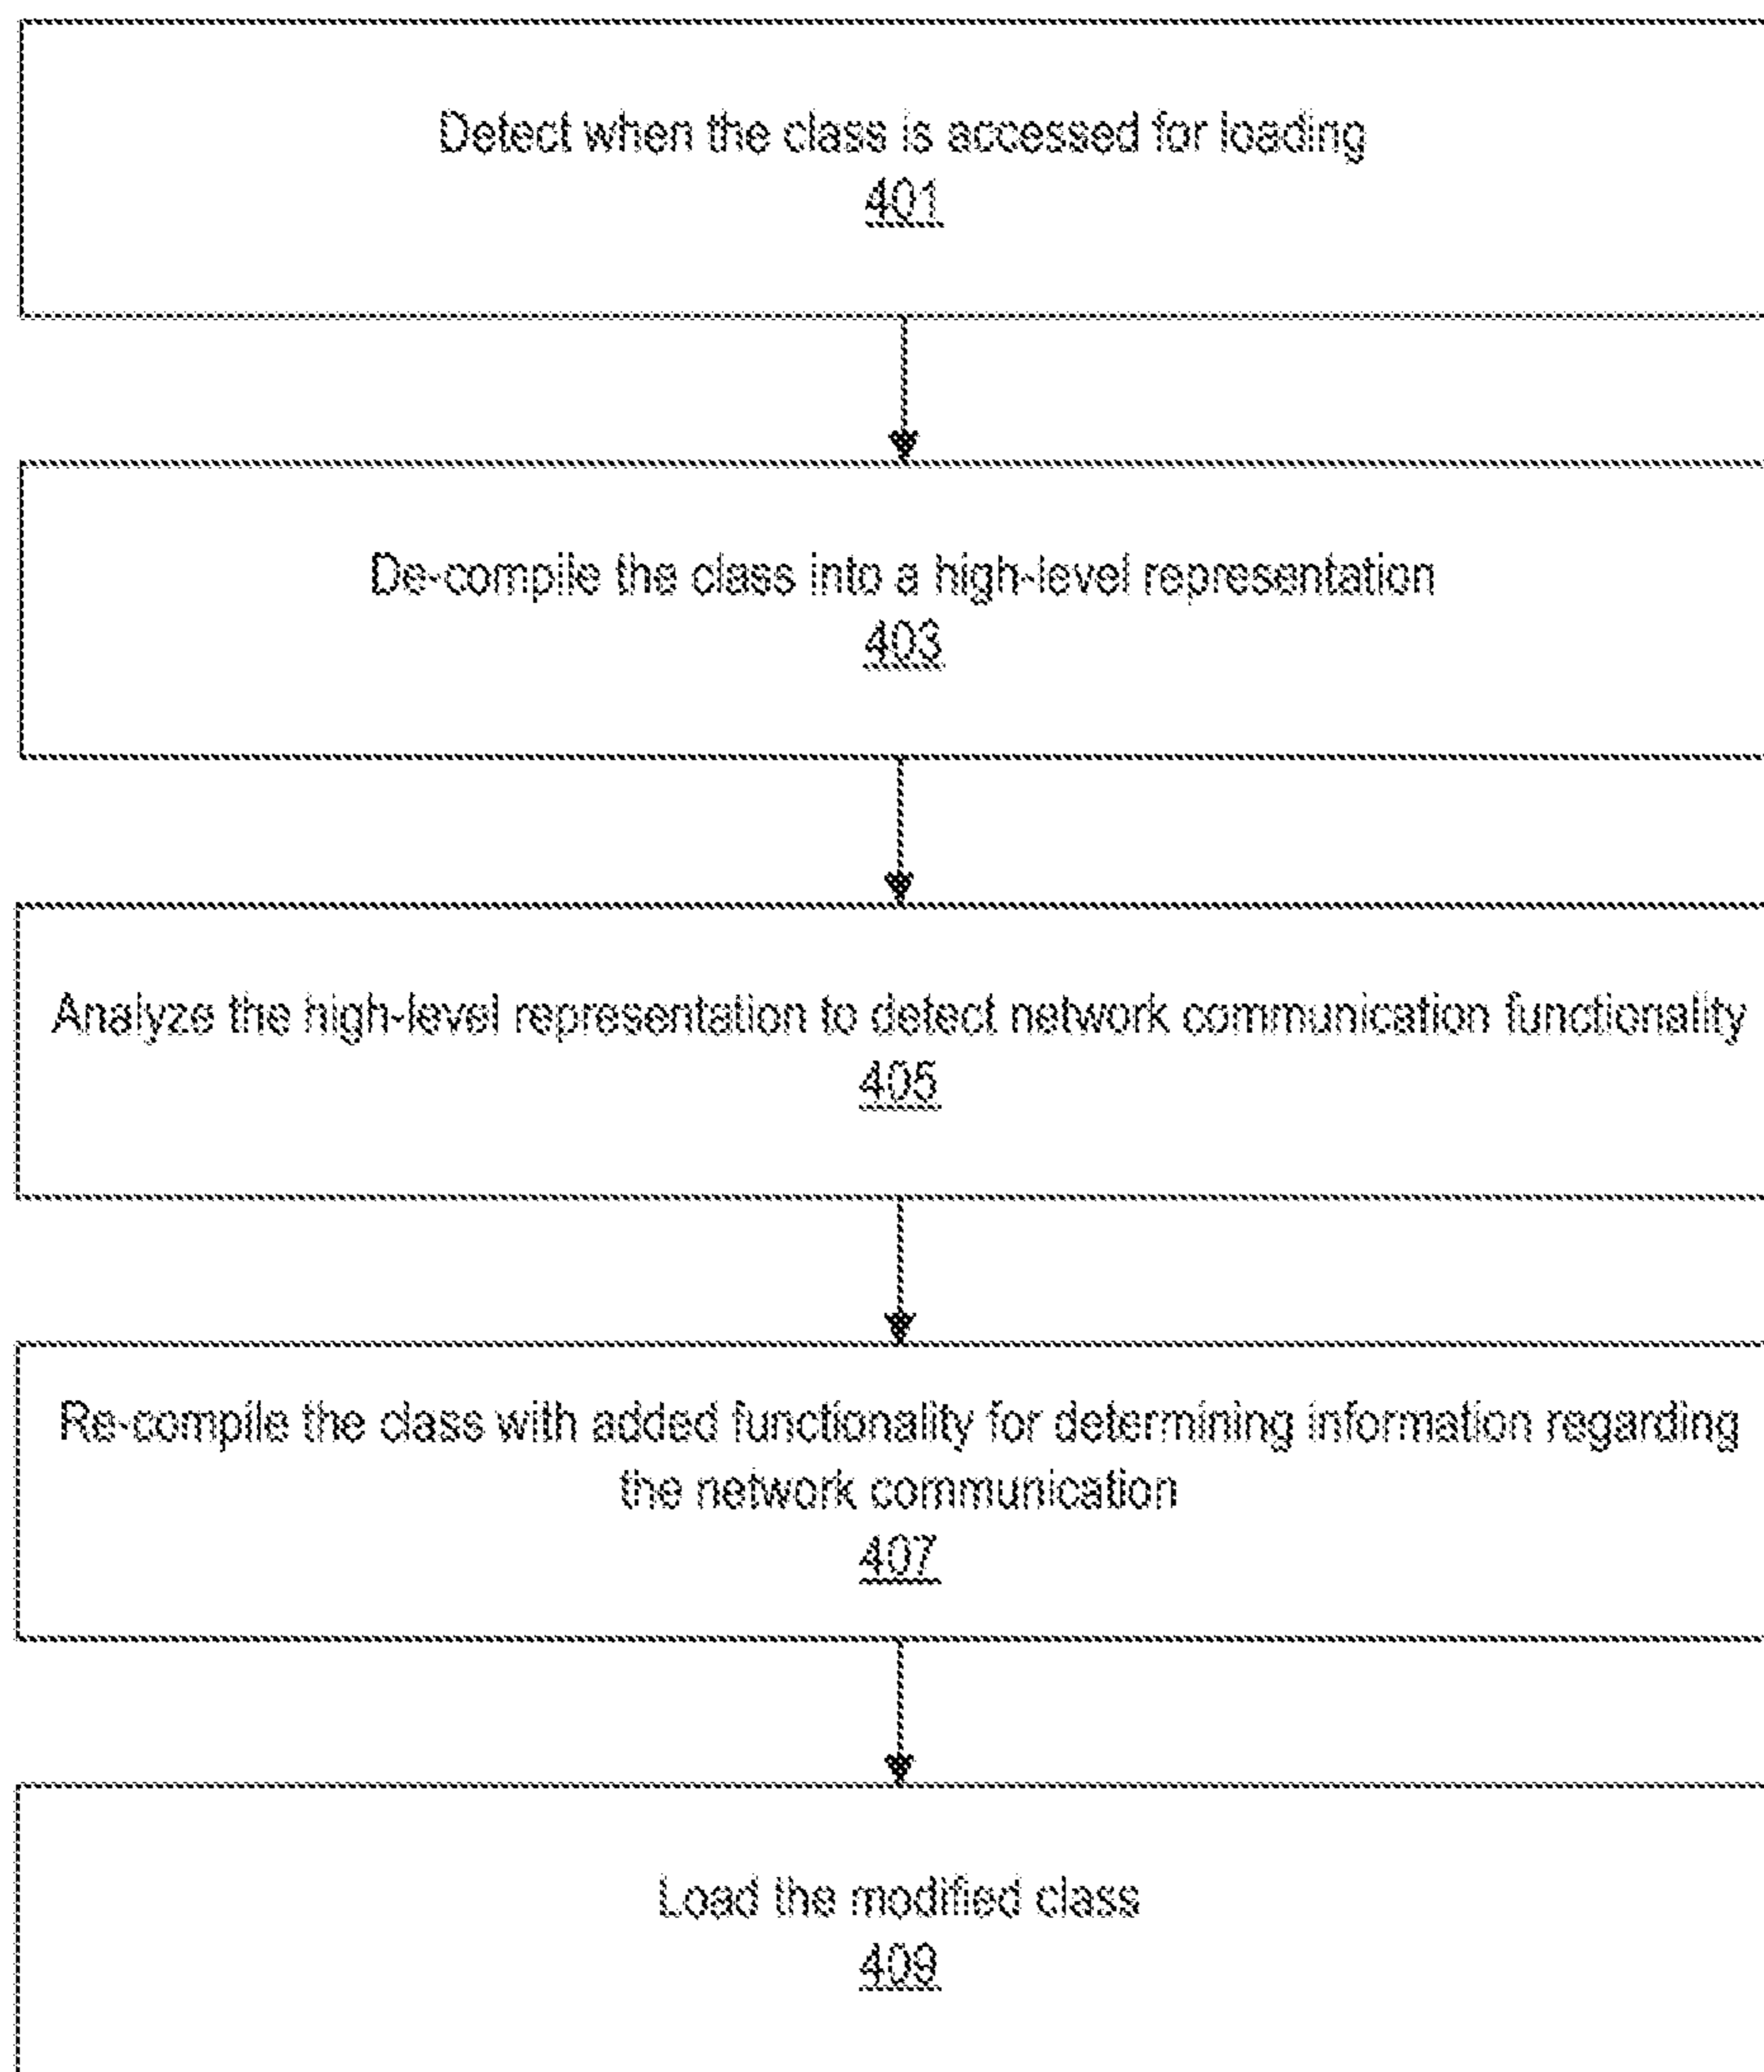 Detect when the class is accessed for loading
401
De-compile the class into a high-level representation
403
Analyze the high-level representation to detect network communication functionality
405
Re-compile the class with added functionality for determining information regarding
the network communication
407
Load the modified class
409